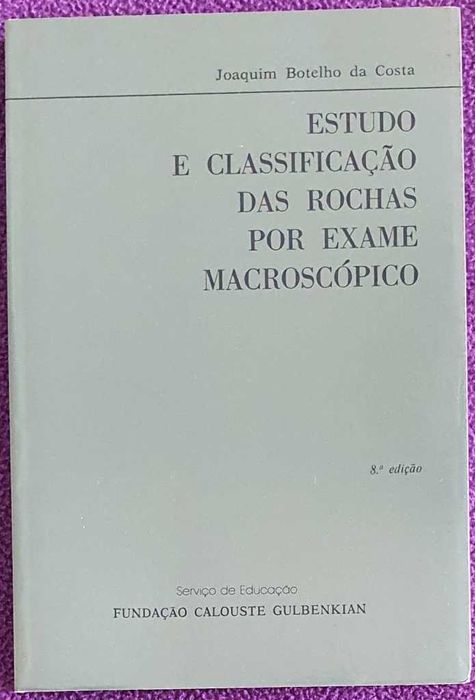 Joaquim Botelho da Costa
ESTUDO
E CLASSIFICAÇÃO
DAS ROCHAS
POR EXAME
MACROSCÓPICO
8.ª edição
Serviço de Educação
FUNDAÇÃO CALOUSTE GULBENKIAN